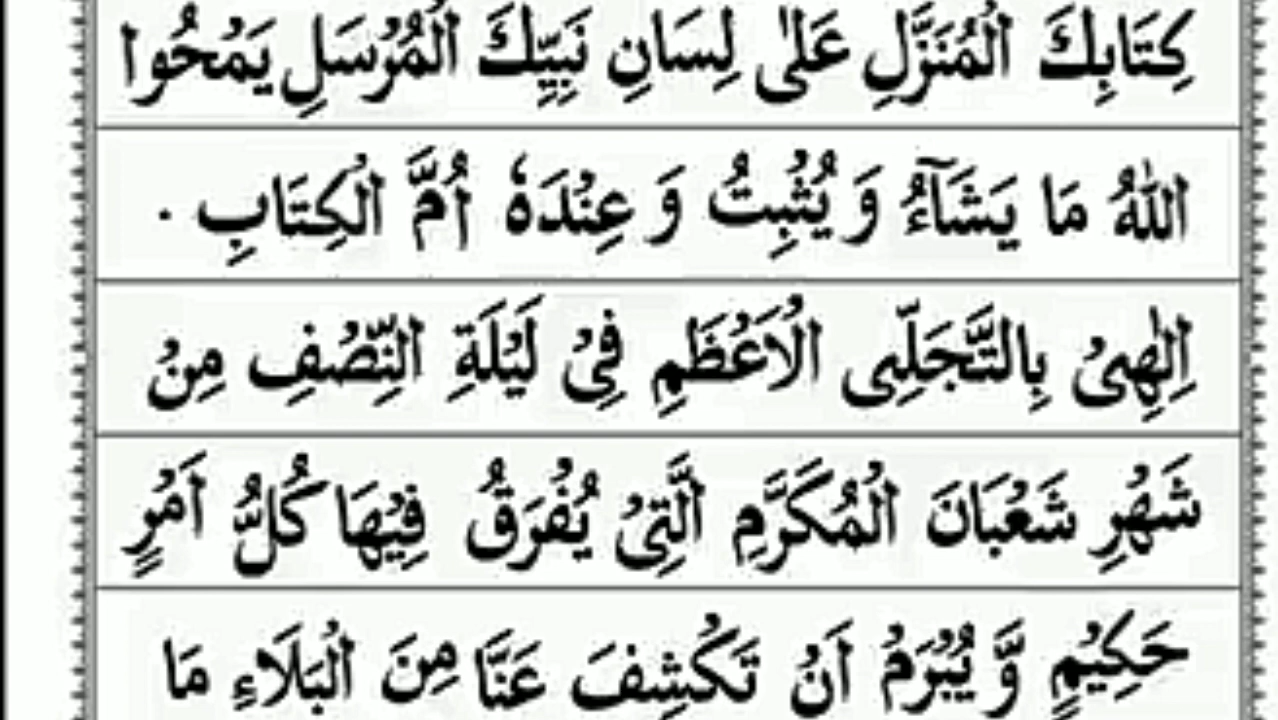 كِتَابِكَ الْمُنَزَّلِ عَلٰى لِسَانِ نَبِيِّكَ الْمُرْسَلِ يَمْحُوا
اللّٰهُ مَا يَشَآءُ وَ يُثْبِتُ وَ عِنْدَهٗ اُمُّ الْكِتَابِ ۔
اِلٰهِىْ بِالتَّجَلِّى الْاَعْظَمِ فِىْ لَيْلَةِ النِّصْفِ مِنْ
شَهْرِ شَعْبَانَ الْمُكَرَّمِ الَّتِىْ يُفْرَقُ فِيْهَا كُلُّ اَمْرٍ
حَكِيْمٍ وَّ يُبْرَمُ اَنْ تَكْشِفَ عَنَّا مِنَ الْبَلَاءِ مَا